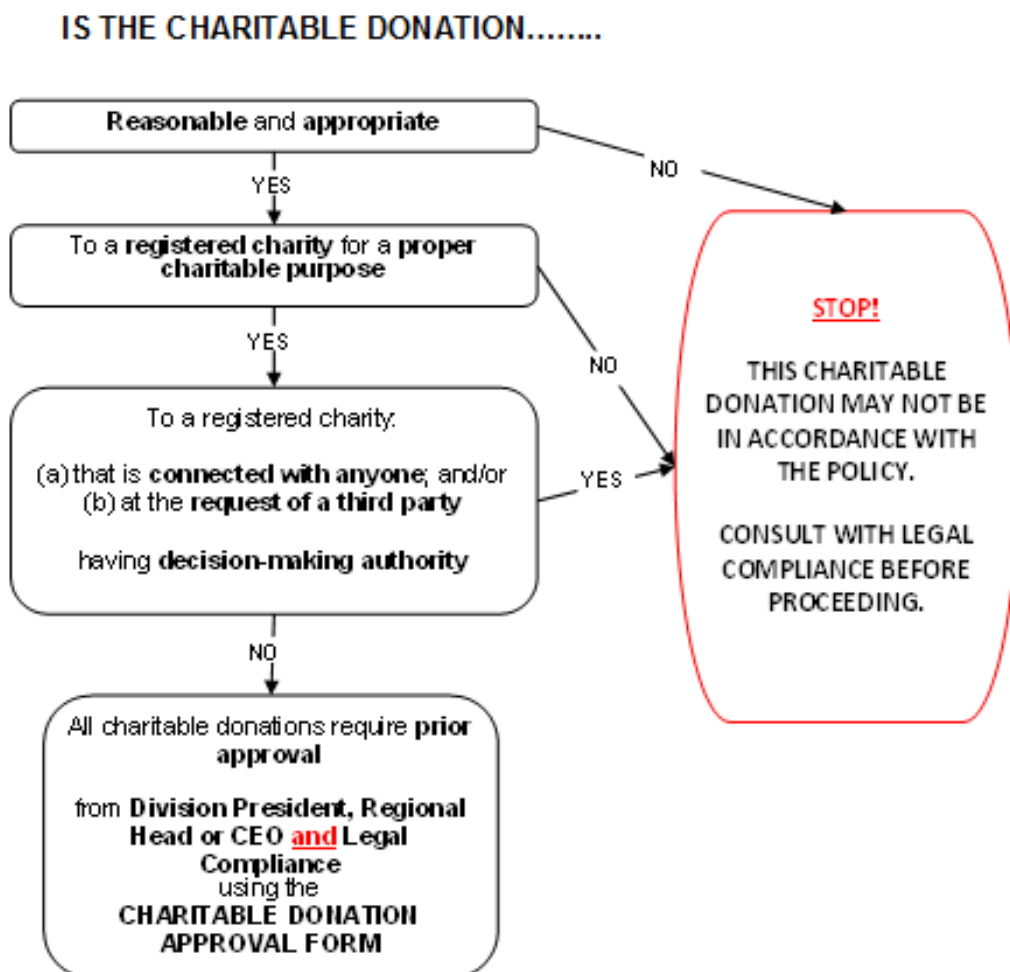 IS THE CHARITABLE DONATION........
Reasonable and appropriate
NO
YES
To a registered charity for a proper
charitable purpose
YES
NO
To a registered charity:
(a) that is connected with anyone; and/or
(b) at the request of a third party
having decision-making authority
YES
STOP!
THIS CHARITABLE
DONATION MAY NOT BE
IN ACCORDANCE WITH
THE POLICY.
CONSULT WITH LEGAL
COMPLIANCE BEFORE
PROCEEDING.
NO
All charitable donations require prior
approval
from Division President, Regional
Head or CEO and Legal
Compliance
using the
CHARITABLE DONATION
APPROVAL FORM